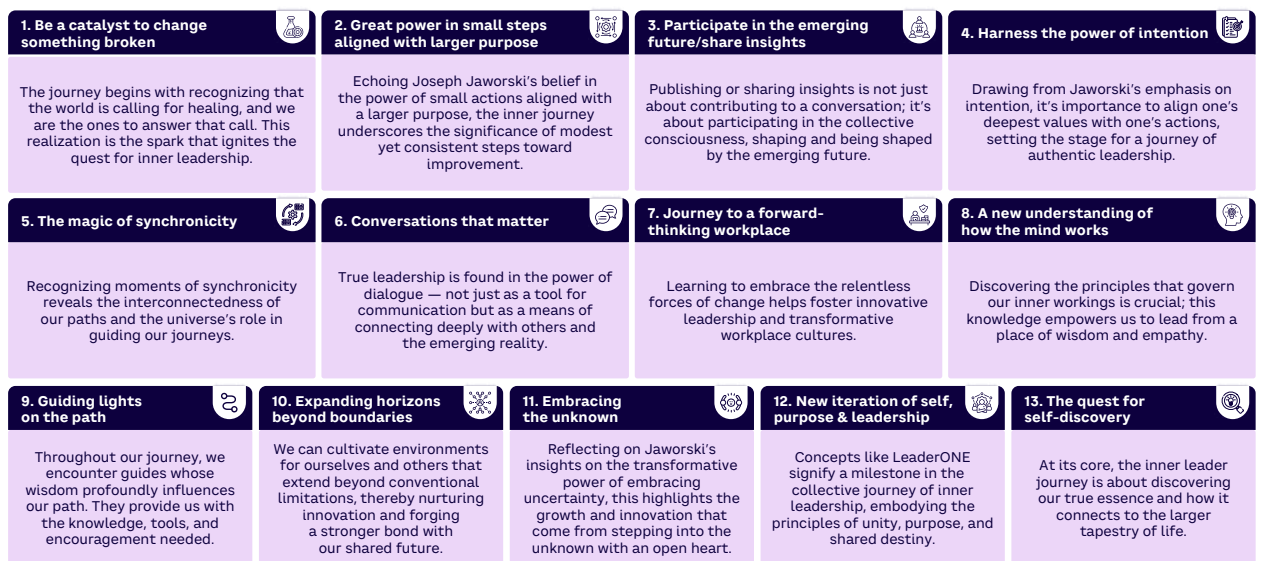 1. Be a catalyst to change
something broken
The journey begins with recognizing that
the world is calling for healing, and we
are the ones to answer that call. This
realization is the spark that ignites the
quest for inner leadership.
2. Great power in small steps
aligned with larger purpose
Echoing Joseph Jaworski's belief in
the power of small actions aligned with
a larger purpose, the inner journey
underscores the significance of modest
yet consistent steps toward
improvement.
3. Participate in the emerging
future/share insights
Publishing or sharing insights is not just
about contributing to a conversation; it's
about participating in the collective
consciousness, shaping and being shaped
by the emerging future.
4. Harness the power of intention
Drawing from Jaworski's emphasis on
intention, it's importance to align one's
deepest values with one's actions,
setting the stage for a journey of
authentic leadership.
5. The magic of synchronicity
Recognizing moments of synchronicity
reveals the interconnectedness of
our paths and the universe's role in
guiding our journeys.
6. Conversations that matter
True leadership is found in the power of
dialogue — not just as a tool for
communication but as a means of
connecting deeply with others and
the emerging reality.
7. Journey to a forward-
thinking workplace
Learning to embrace the relentless
forces of change helps foster innovative
leadership and transformative
workplace cultures.
8. A new understanding of
how the mind works
Discovering the principles that govern
our inner workings is crucial; this
knowledge empowers us to lead from a
place of wisdom and empathy.
9. Guiding lights
on the path
Throughout our journey, we
encounter guides whose
wisdom profoundly influences
our path. They provide us with
the knowledge, tools, and
encouragement needed.
10. Expanding horizons
beyond boundaries
We can cultivate environments
for ourselves and others that
extend beyond conventional
limitations, thereby nurturing
innovation and forging
a stronger bond with
our shared future.
11. Embracing
the unknown
Reflecting on Jaworski's
insights on the transformative
power of embracing
uncertainty, this highlights the
growth and innovation that
come from stepping into the
unknown with an open heart.
12. New iteration of self,
purpose & leadership
Concepts like LeaderONE
signify a milestone in the
collective journey of inner
leadership, embodying the
principles of unity, purpose, and
shared destiny.
13. The quest for
self-discovery
At its core, the inner leader
journey is about discovering
our true essence and how it
connects to the larger
tapestry of life.